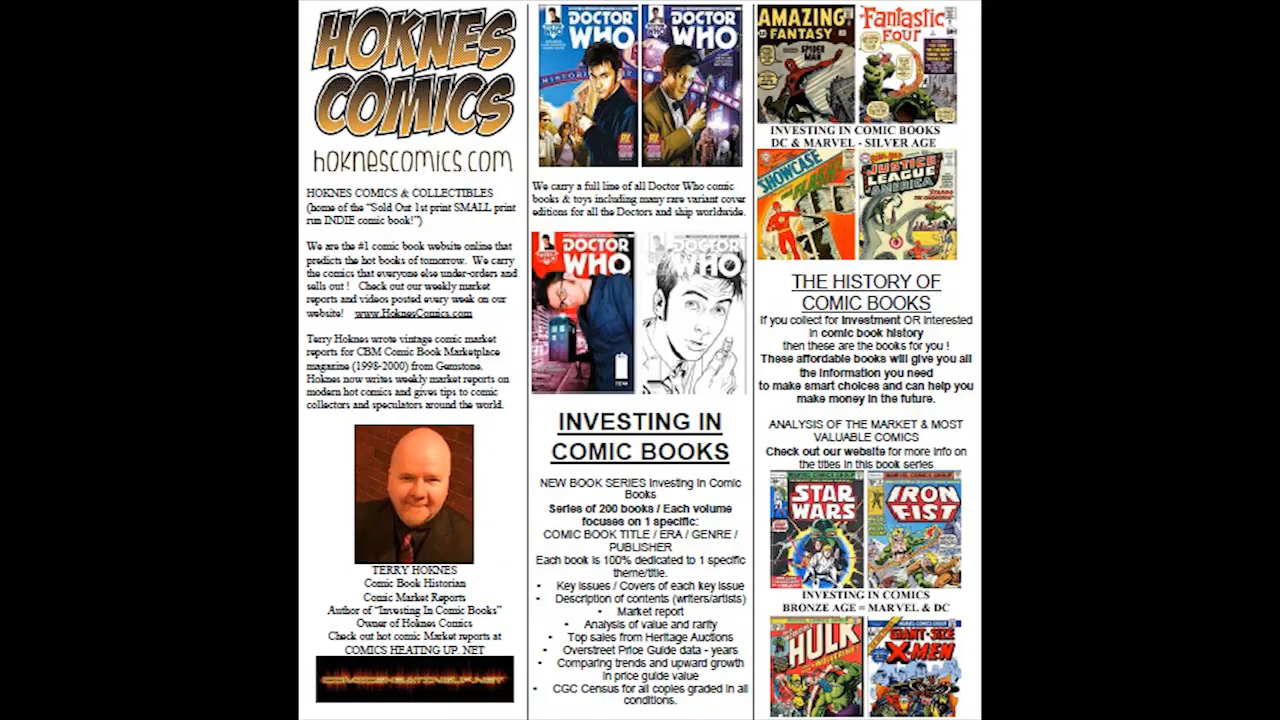 HOKNES
COMICS
hoknescomics.com
HOKNES COMICS & COLLECTIBLES
(home of the "Sold Out 1st print SMALL print
run INDIE comic book!")
We are the #1 comic book website online that
predicts the hot books of tomorrow. We carry
the comics that everyone else under-orders and
sells out ! Check out our weekly market
reports and videos posted every week on our
website! www.HoknesComics.com
Terry Hoknes wrote vintage comic market
reports for CBM Comic Book Marketplace
magazine (1998-2000) from Gemstone.
Hoknes now writes weekly market reports on
modern hot comics and gives tips to comic
collectors and speculators around the world.
TERRY HOKNES
Comic Book Historian
Comic Market Reports
Author of "Investing In Comic Books"
Owner of Hoknes Comics
Check out hot comic Market reports at
COMICS HEATING UP. NET
COMICSHEATINGUP.NET
DOCTOR
WHO
DOCTOR
WHO
We carry a full line of all Doctor Who comic
books & toys including many rare variant cover
editions for all the Doctors and ship worldwide.
DOCTOR
WHO
DOCTOR
WHO
INVESTING IN
COMIC BOOKS
NEW BOOK SERIES Investing In Comic
Books
Series of 200 books / Each volume
focuses on 1 specific:
COMIC BOOK TITLE / ERA / GENRE /
PUBLISHER
Each book is 100% dedicated to 1 specific
theme/title.
• Key Issues / Covers of each key issue
• Description of contents (writers/artists)
• Market report
• Analysis of value and rarity
• Top sales from Heritage Auctions
• Overstreet Price Guide data - years
• Comparing trends and upward growth
in price guide value
• CGC Census for all copies graded in all
conditions.
AMAZING
FANTASY
SPIDER
MAN
Fantastic
FOUR
INVESTING IN COMIC BOOKS
DC & MARVEL - SILVER AGE
SHOWCASE
FLASH
JUSTICE
LEAGUE
OF
AMERICA
THE HISTORY OF
COMIC BOOKS
If you collect for Investment OR Interested
in comic book history
then these are the books for you !
These affordable books will give you all
the information you need
to make smart choices and can help you
make money in the future.
ANALYSIS OF THE MARKET & MOST
VALUABLE COMICS
Check out our website for more info on
the titles in this book series
MARVEL COMICS GROUP
STAR
WARS
MARVEL COMICS GROUP
IRON
FIST
INVESTING IN COMICS
BRONZE AGE = MARVEL & DC
HULK
GIANT-SIZE
X-MEN